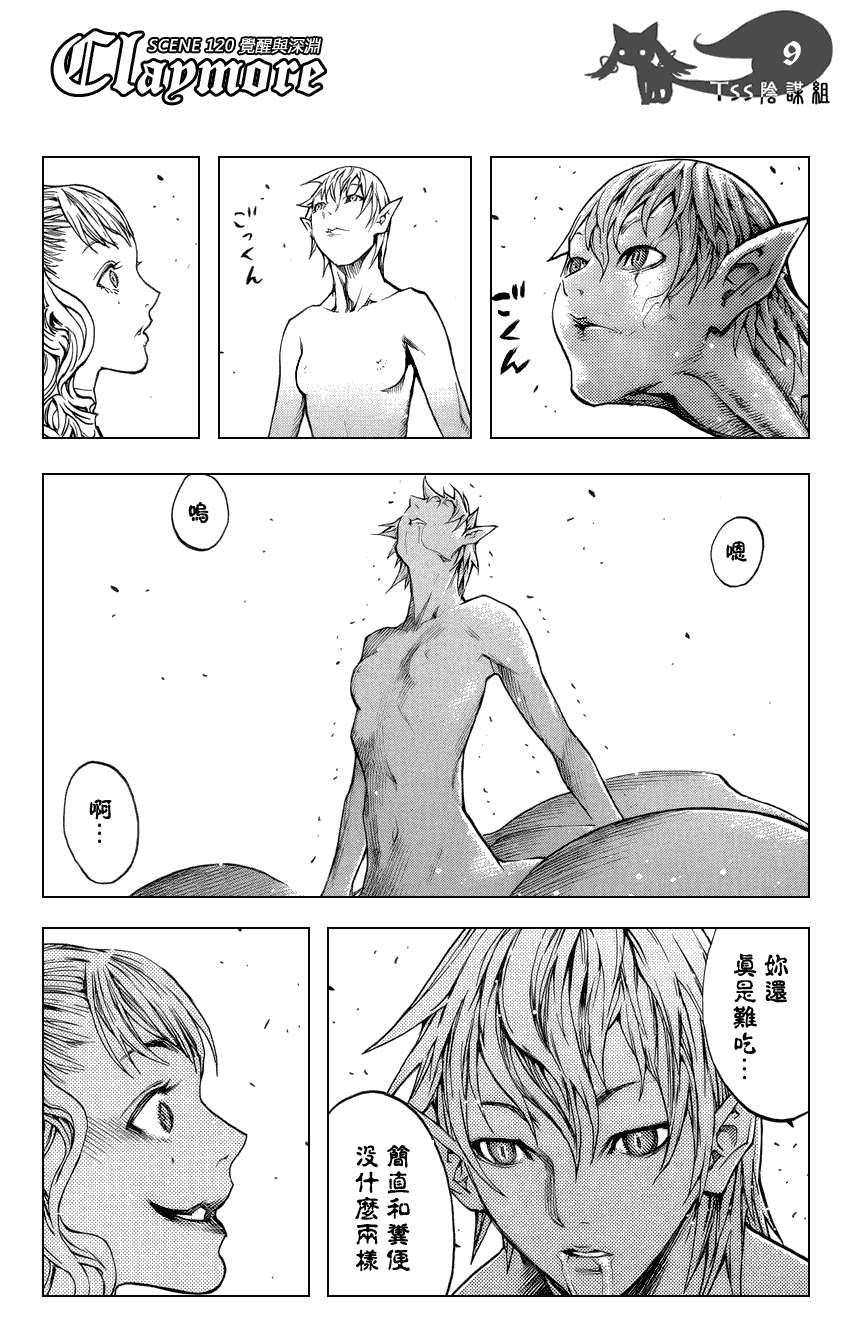 SCENE 120 覺醒與深淵
Claymore
9
Tss陰謀組
ごくん
ごっくん
嗯
嗚
啊…
妳還
真是難吃…
簡直和糞便
沒什麼兩樣